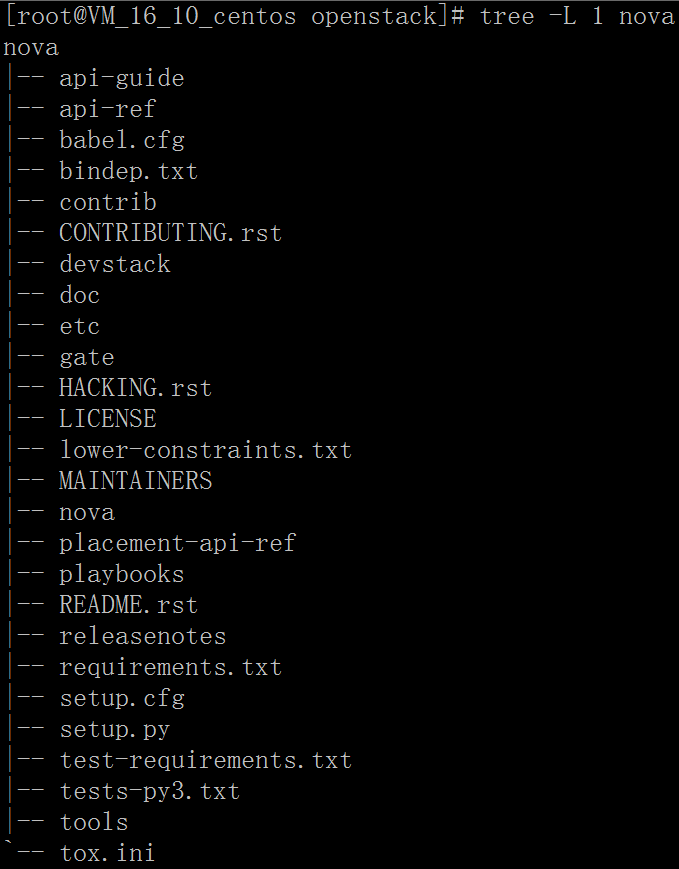 [root@VM_16_10_centos openstack]# tree -L 1 nova
nova
|-- api-guide
|-- api-ref
|-- babel.cfg
|-- bindep.txt
|-- contrib
|-- CONTRIBUTING.rst
|-- devstack
|-- doc
|-- etc
|-- gate
|-- HACKING.rst
|-- LICENSE
|-- lower-constraints.txt
|-- MAINTAINERS
|-- nova
|-- placement-api-ref
|-- playbooks
|-- README.rst
|-- releasenotes
|-- requirements.txt
|-- setup.cfg
|-- setup.py
|-- test-requirements.txt
|-- tests-py3.txt
|-- tools
`-- tox.ini